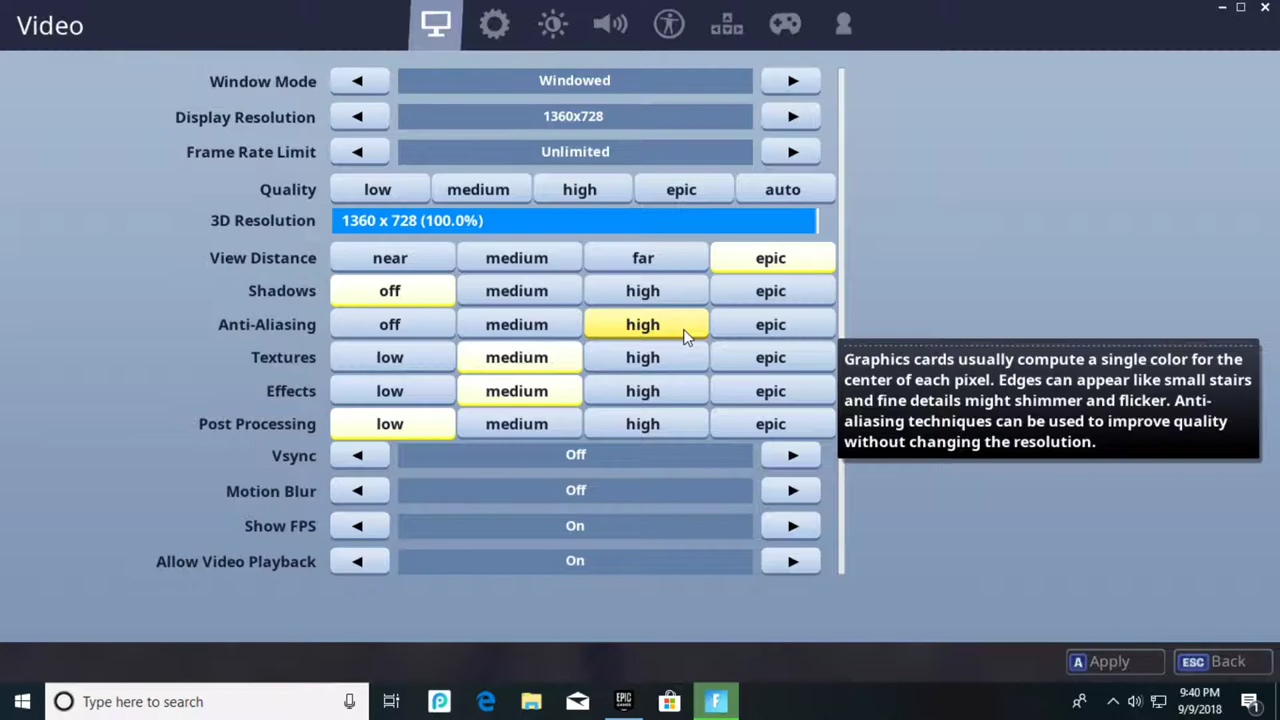 Video
Window Mode ◄ Windowed ►
Display Resolution ◄ 1360x728 ►
Frame Rate Limit ◄ Unlimited ►
Quality low medium high epic auto
3D Resolution 1360 x 728 (100.0%)
View Distance near medium far epic
Shadows off medium high epic
Anti-Aliasing off medium high epic
Textures low medium high epic
Effects low medium high epic
Post Processing low medium high epic
Vsync ◄ Off ►
Motion Blur ◄ Off ►
Show FPS ◄ On ►
Allow Video Playback ◄ On ►
Graphics cards usually compute a single color for the
center of each pixel. Edges can appear like small stairs
and fine details might shimmer and flicker. Anti-
aliasing techniques can be used to improve quality
without changing the resolution.
A Apply ESC Back
Type here to search
EPIC GAMES
F
9:40 PM
9/9/2018
1